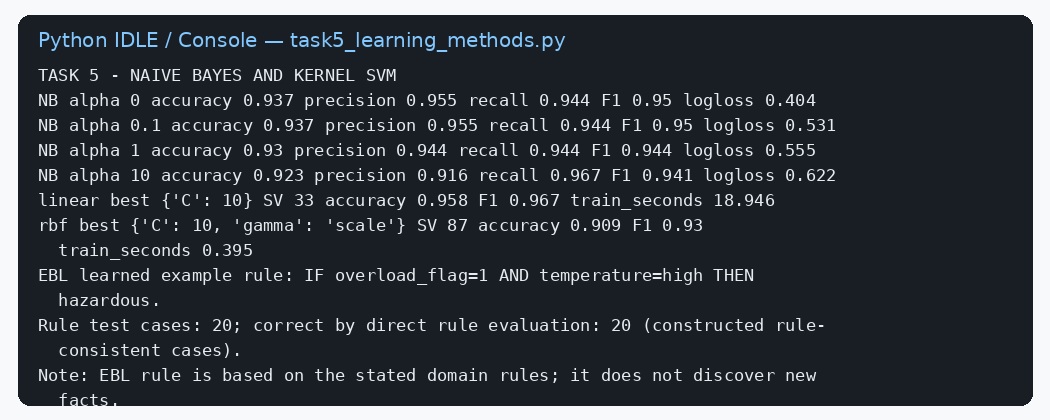 Python IDLE / Console — task5_learning_methods.py
TASK 5 - NAIVE BAYES AND KERNEL SVM
NB alpha 0 accuracy 0.937 precision 0.955 recall 0.944 F1 0.95 logloss 0.404
NB alpha 0.1 accuracy 0.937 precision 0.955 recall 0.944 F1 0.95 logloss 0.531
NB alpha 1 accuracy 0.93 precision 0.944 recall 0.944 F1 0.944 logloss 0.555
NB alpha 10 accuracy 0.923 precision 0.916 recall 0.967 F1 0.941 logloss 0.622
linear best {'C': 10} SV 33 accuracy 0.958 F1 0.967 train_seconds 18.946
rbf best {'C': 10, 'gamma': 'scale'} SV 87 accuracy 0.909 F1 0.93
train_seconds 0.395
EBL learned example rule: IF overload_flag=1 AND temperature=high THEN
hazardous.
Rule test cases: 20; correct by direct rule evaluation: 20 (constructed rule-
consistent cases).
Note: EBL rule is based on the stated domain rules; it does not discover new
facts.